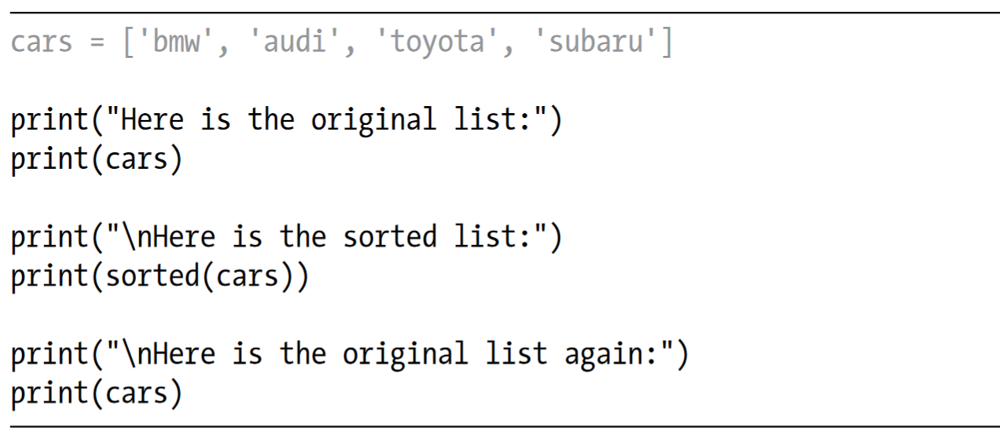 cars = ['bmw', 'audi', 'toyota', 'subaru']
print("Here is the original list:")
print(cars)
print("\nHere is the sorted list:")
print(sorted(cars))
print("\nHere is the original list again:")
print(cars)